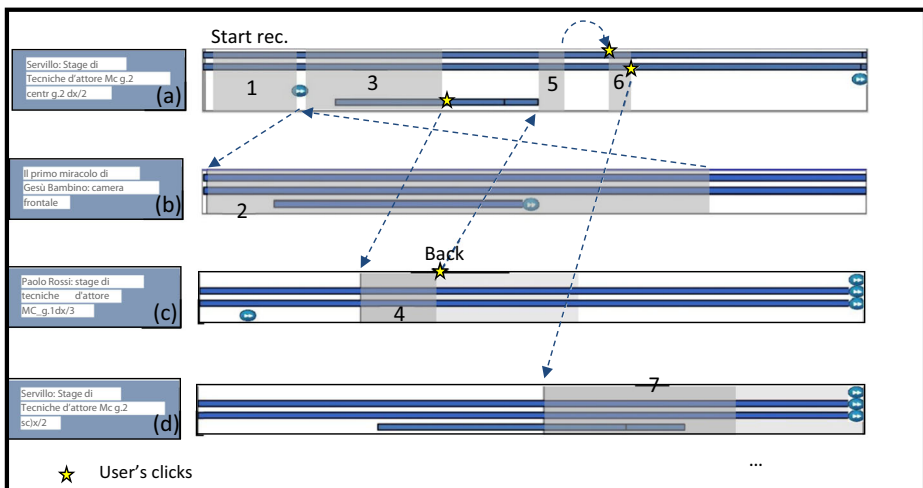 Start rec.
Servillo: Stage di
Tecniche d'attore Mc g.2
centr g.2 dx/2
(a)
1
3
5
6
Il primo miracolo di
Gesù Bambino: camera
frontale
(b)
2
Back
Paolo Rossi: stage di
tecniche d'attore
MC_g.1dx/3
(c)
4
Servillo: Stage di
Tecniche d'attore Mc g.2
sc)x/2
(d)
7
User's clicks
...